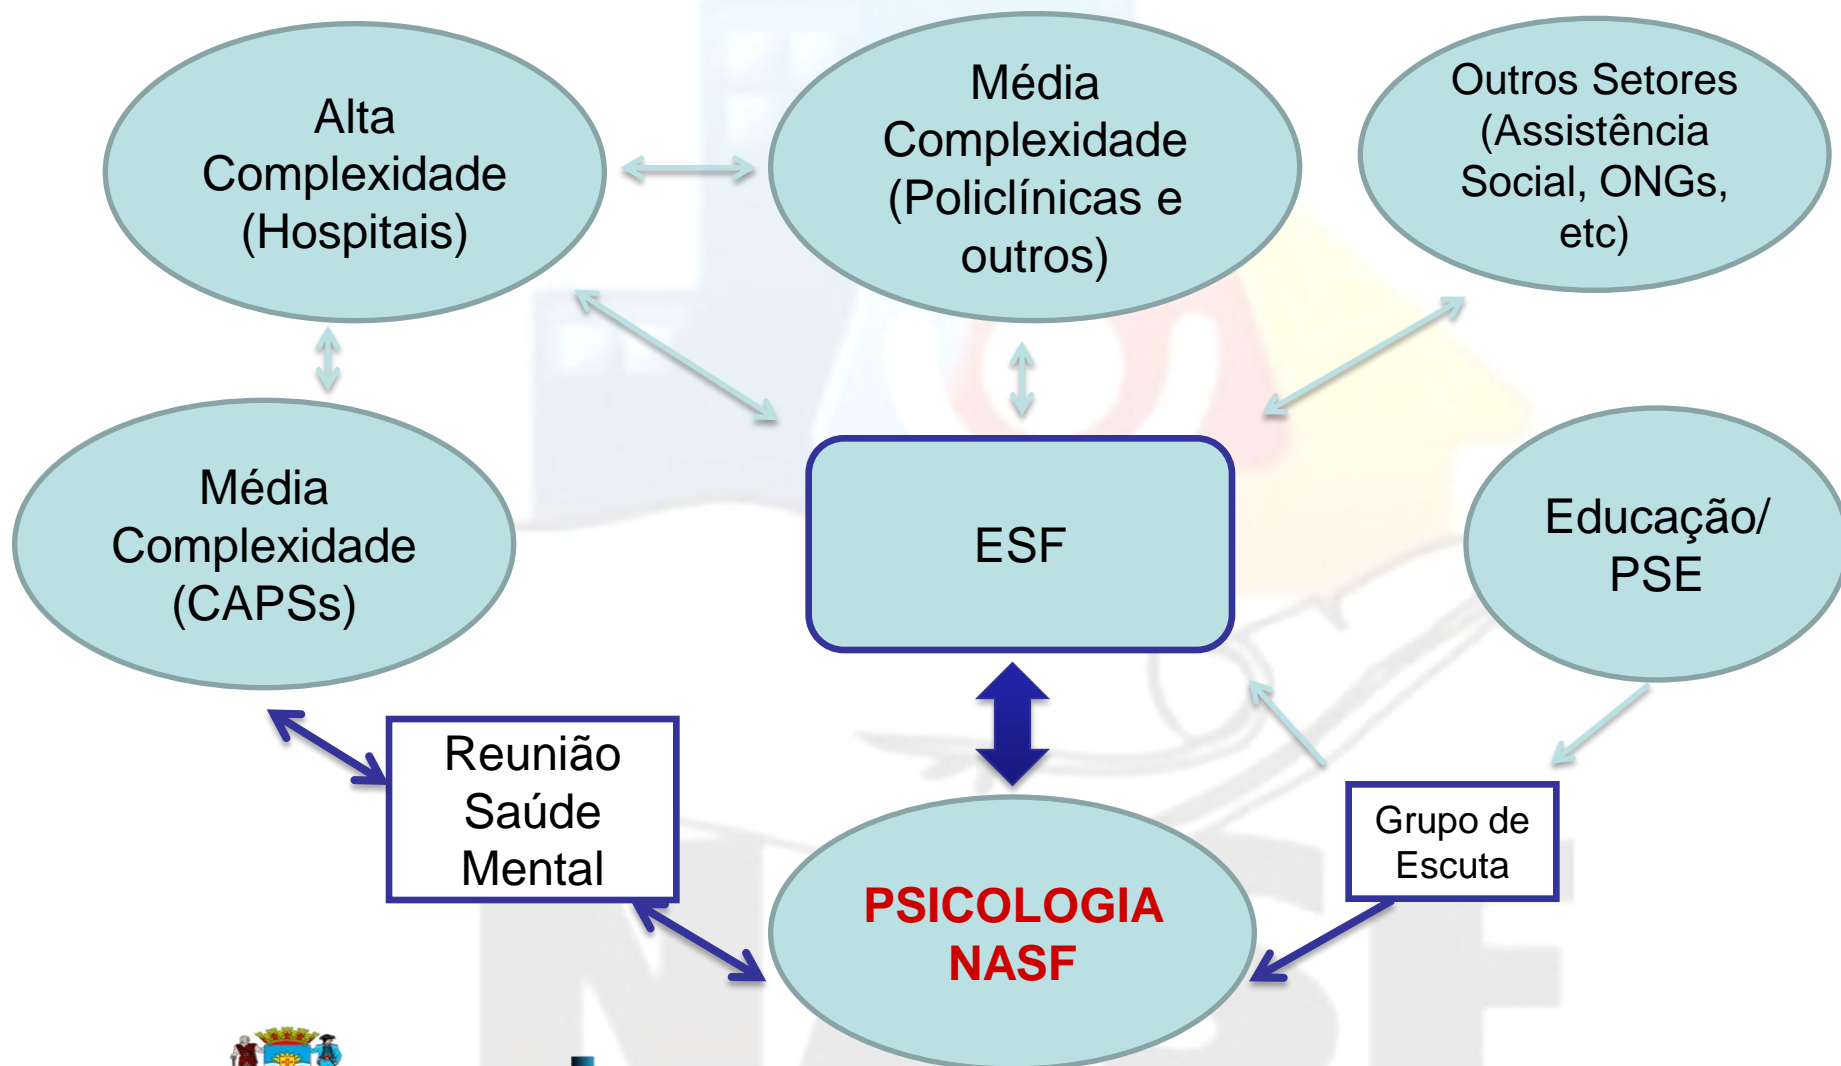 Alta
Complexidade
(Hospitais)
Média
Complexidade
(Policlínicas e
outros)
Outros Setores
(Assistência
Social, ONGs,
etc)
Média
Complexidade
(CAPSs)
ESF
Educação/
PSE
Reunião
Saúde
Mental
Grupo de
Escuta
PSICOLOGIA
NASF
NASF